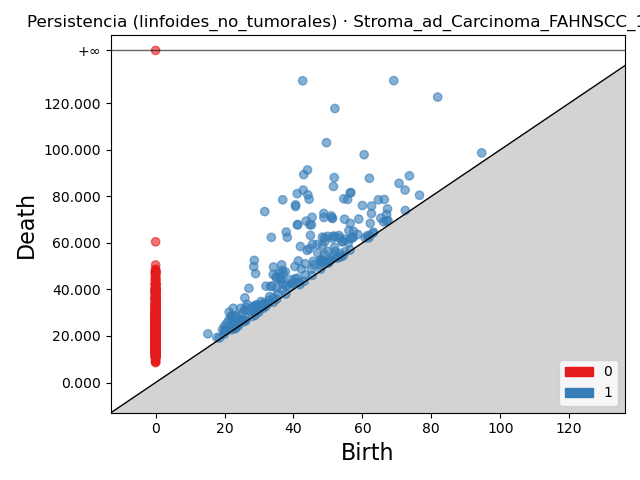 Persistencia (linfoides_no_tumorales) · Stroma_ad_Carcinoma_FAHNSCC_1
+∞
120.000
100.000
80.000
60.000
40.000
20.000
0.000
Death
0
1
0 20 40 60 80 100 120
Birth